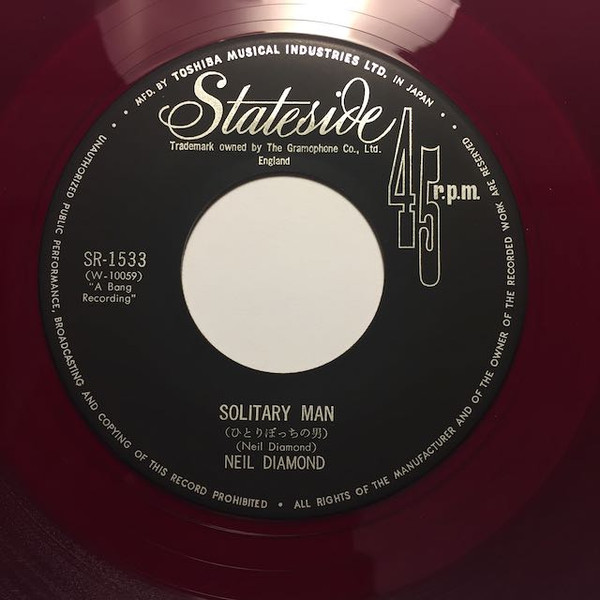 MFD. BY TOSHIBA MUSICAL INDUSTRIES LTD. IN JAPAN
Stateside
Trademark owned by The Gramophone Co., Ltd.
England
45 r.p.m.
SR-1533
(W-10059)
"A Bang
Recording"
SOLITARY MAN
(ひとりぼっちの男)
(Neil Diamond)
NEIL DIAMOND
UNAUTHORIZED PUBLIC PERFORMANCE, BROADCASTING AND COPYING OF THIS RECORD PROHIBITED • ALL RIGHTS OF THE MANUFACTURER AND OF THE OWNER OF THE RECORDED WORK ARE RESERVED